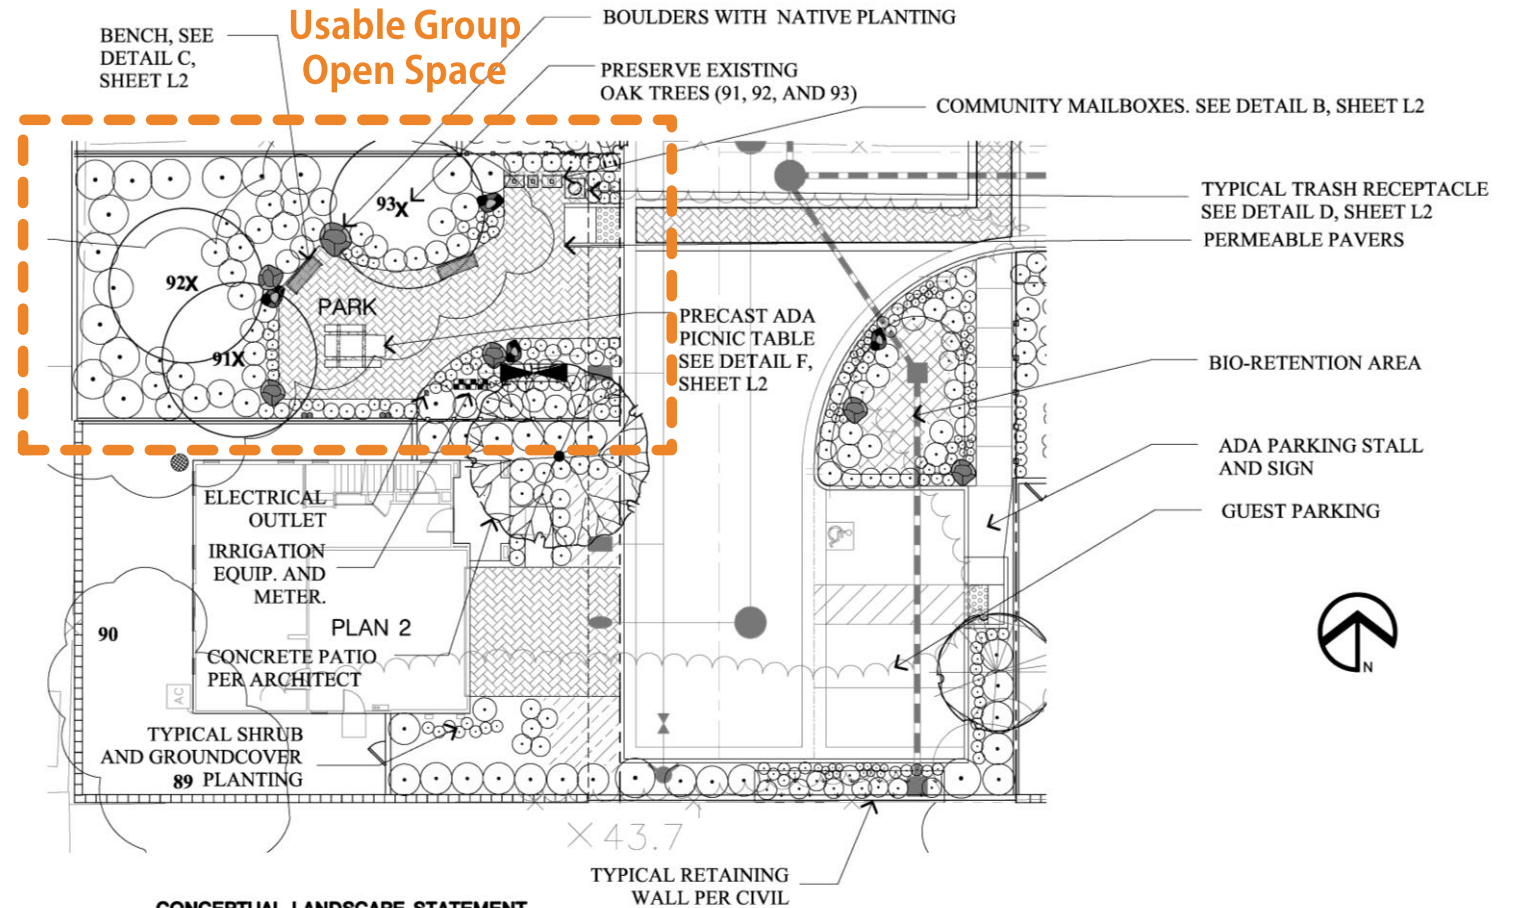 Usable Group
Open Space
BENCH, SEE
DETAIL C,
SHEET L2
BOULDERS WITH NATIVE PLANTING
PRESERVE EXISTING
OAK TREES (91, 92, AND 93)
COMMUNITY MAILBOXES. SEE DETAIL B, SHEET L2
TYPICAL TRASH RECEPTACLE
SEE DETAIL D, SHEET L2
PERMEABLE PAVERS
93X
92X
PARK
91X
PRECAST ADA
PICNIC TABLE
SEE DETAIL F,
SHEET L2
BIO-RETENTION AREA
ADA PARKING STALL
AND SIGN
GUEST PARKING
ELECTRICAL
OUTLET
IRRIGATION
EQUIP. AND
METER.
PLAN 2
90
CONCRETE PATIO
PER ARCHITECT
AC
N
TYPICAL SHRUB
AND GROUNDCOVER
89 PLANTING
×43.7
TYPICAL RETAINING
WALL PER CIVIL
CONCEPTUAL LANDSCAPE STATEMENT